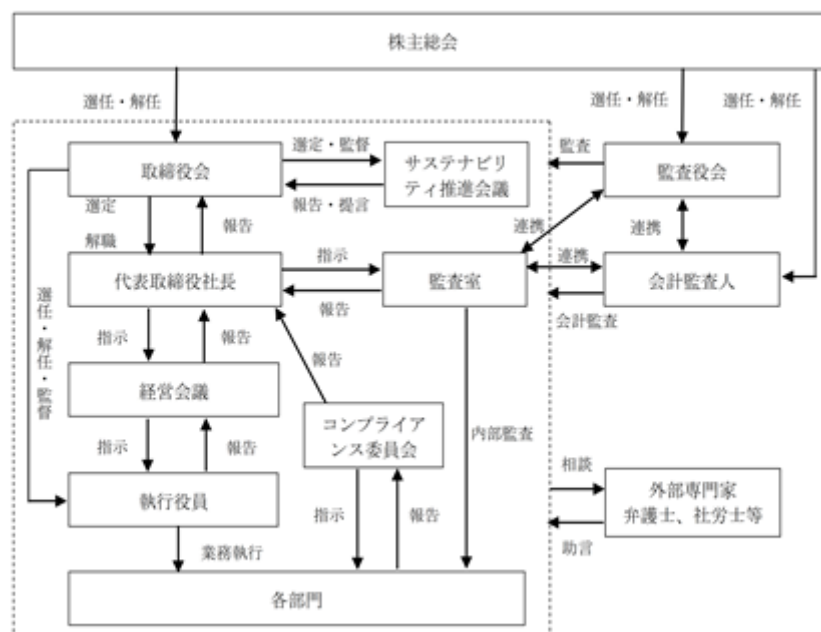 株主総会
選任・解任
選任・解任
選任・解任
取締役会
選定・監督
報告・提言
サステナビリ
ティ推進会議
監査
監査役会
選定
解職
報告
連携
連携
代表取締役社長
指示
報告
監査室
連携
会計監査
会計監査人
選任・解任・監督
指示
報告
報告
経営会議
コンプライア
ンス委員会
内部監査
指示
報告
執行役員
指示
報告
相談
助言
外部専門家
弁護士、社労士等
業務執行
各部門